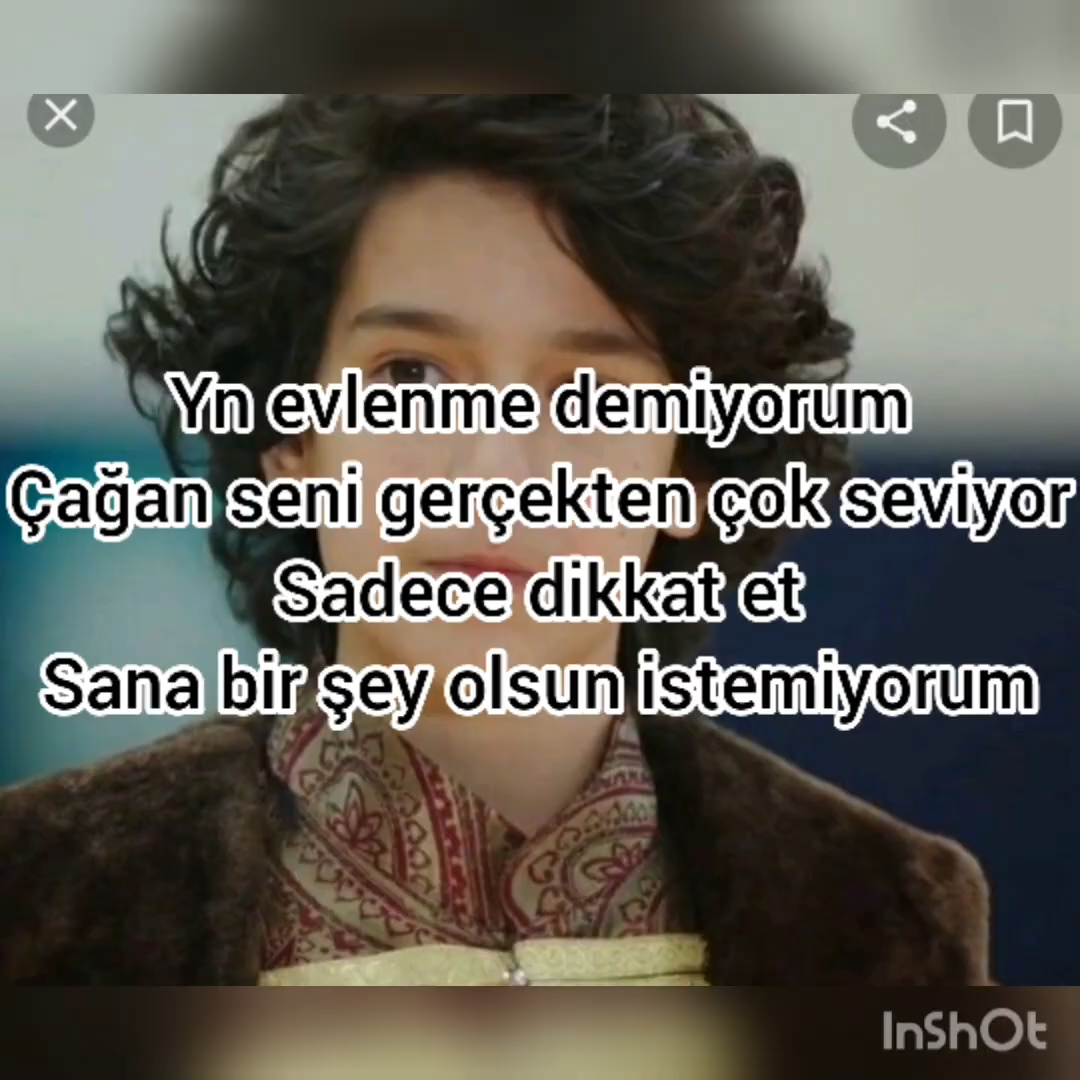 Yn evlenme demiyorum
Çağan seni gerçekten çok seviyor
Sadece dikkat et
Sana bir şey olsun istemiyorum
InShOt